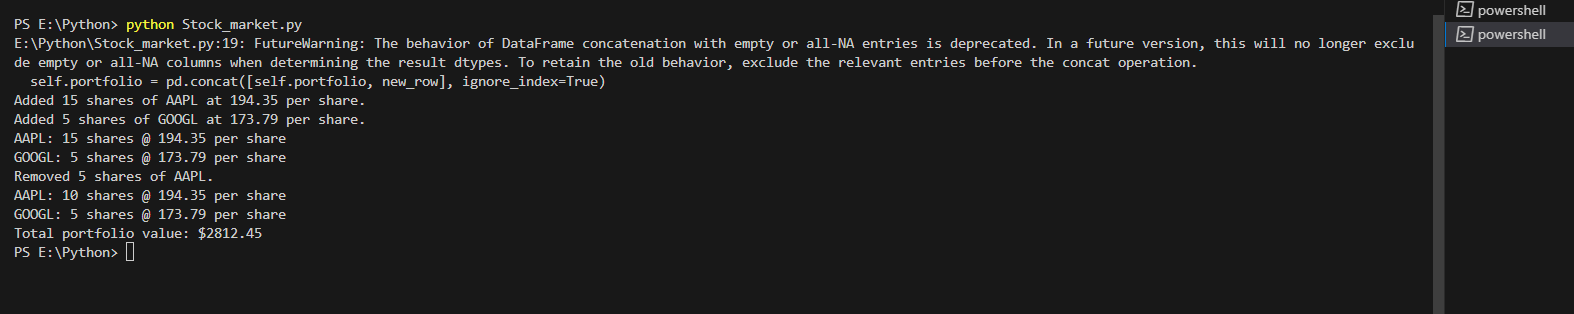 PS E:\Python> python Stock_market.py
E:\Python\Stock_market.py:19: FutureWarning: The behavior of DataFrame concatenation with empty or all-NA entries is deprecated. In a future version, this will no longer exclu
de empty or all-NA columns when determining the result dtypes. To retain the old behavior, exclude the relevant entries before the concat operation.
  self.portfolio = pd.concat([self.portfolio, new_row], ignore_index=True)
Added 15 shares of AAPL at 194.35 per share.
Added 5 shares of GOOGL at 173.79 per share.
AAPL: 15 shares @ 194.35 per share
GOOGL: 5 shares @ 173.79 per share
Removed 5 shares of AAPL.
AAPL: 10 shares @ 194.35 per share
GOOGL: 5 shares @ 173.79 per share
Total portfolio value: $2812.45
PS E:\Python>
powershell
powershell